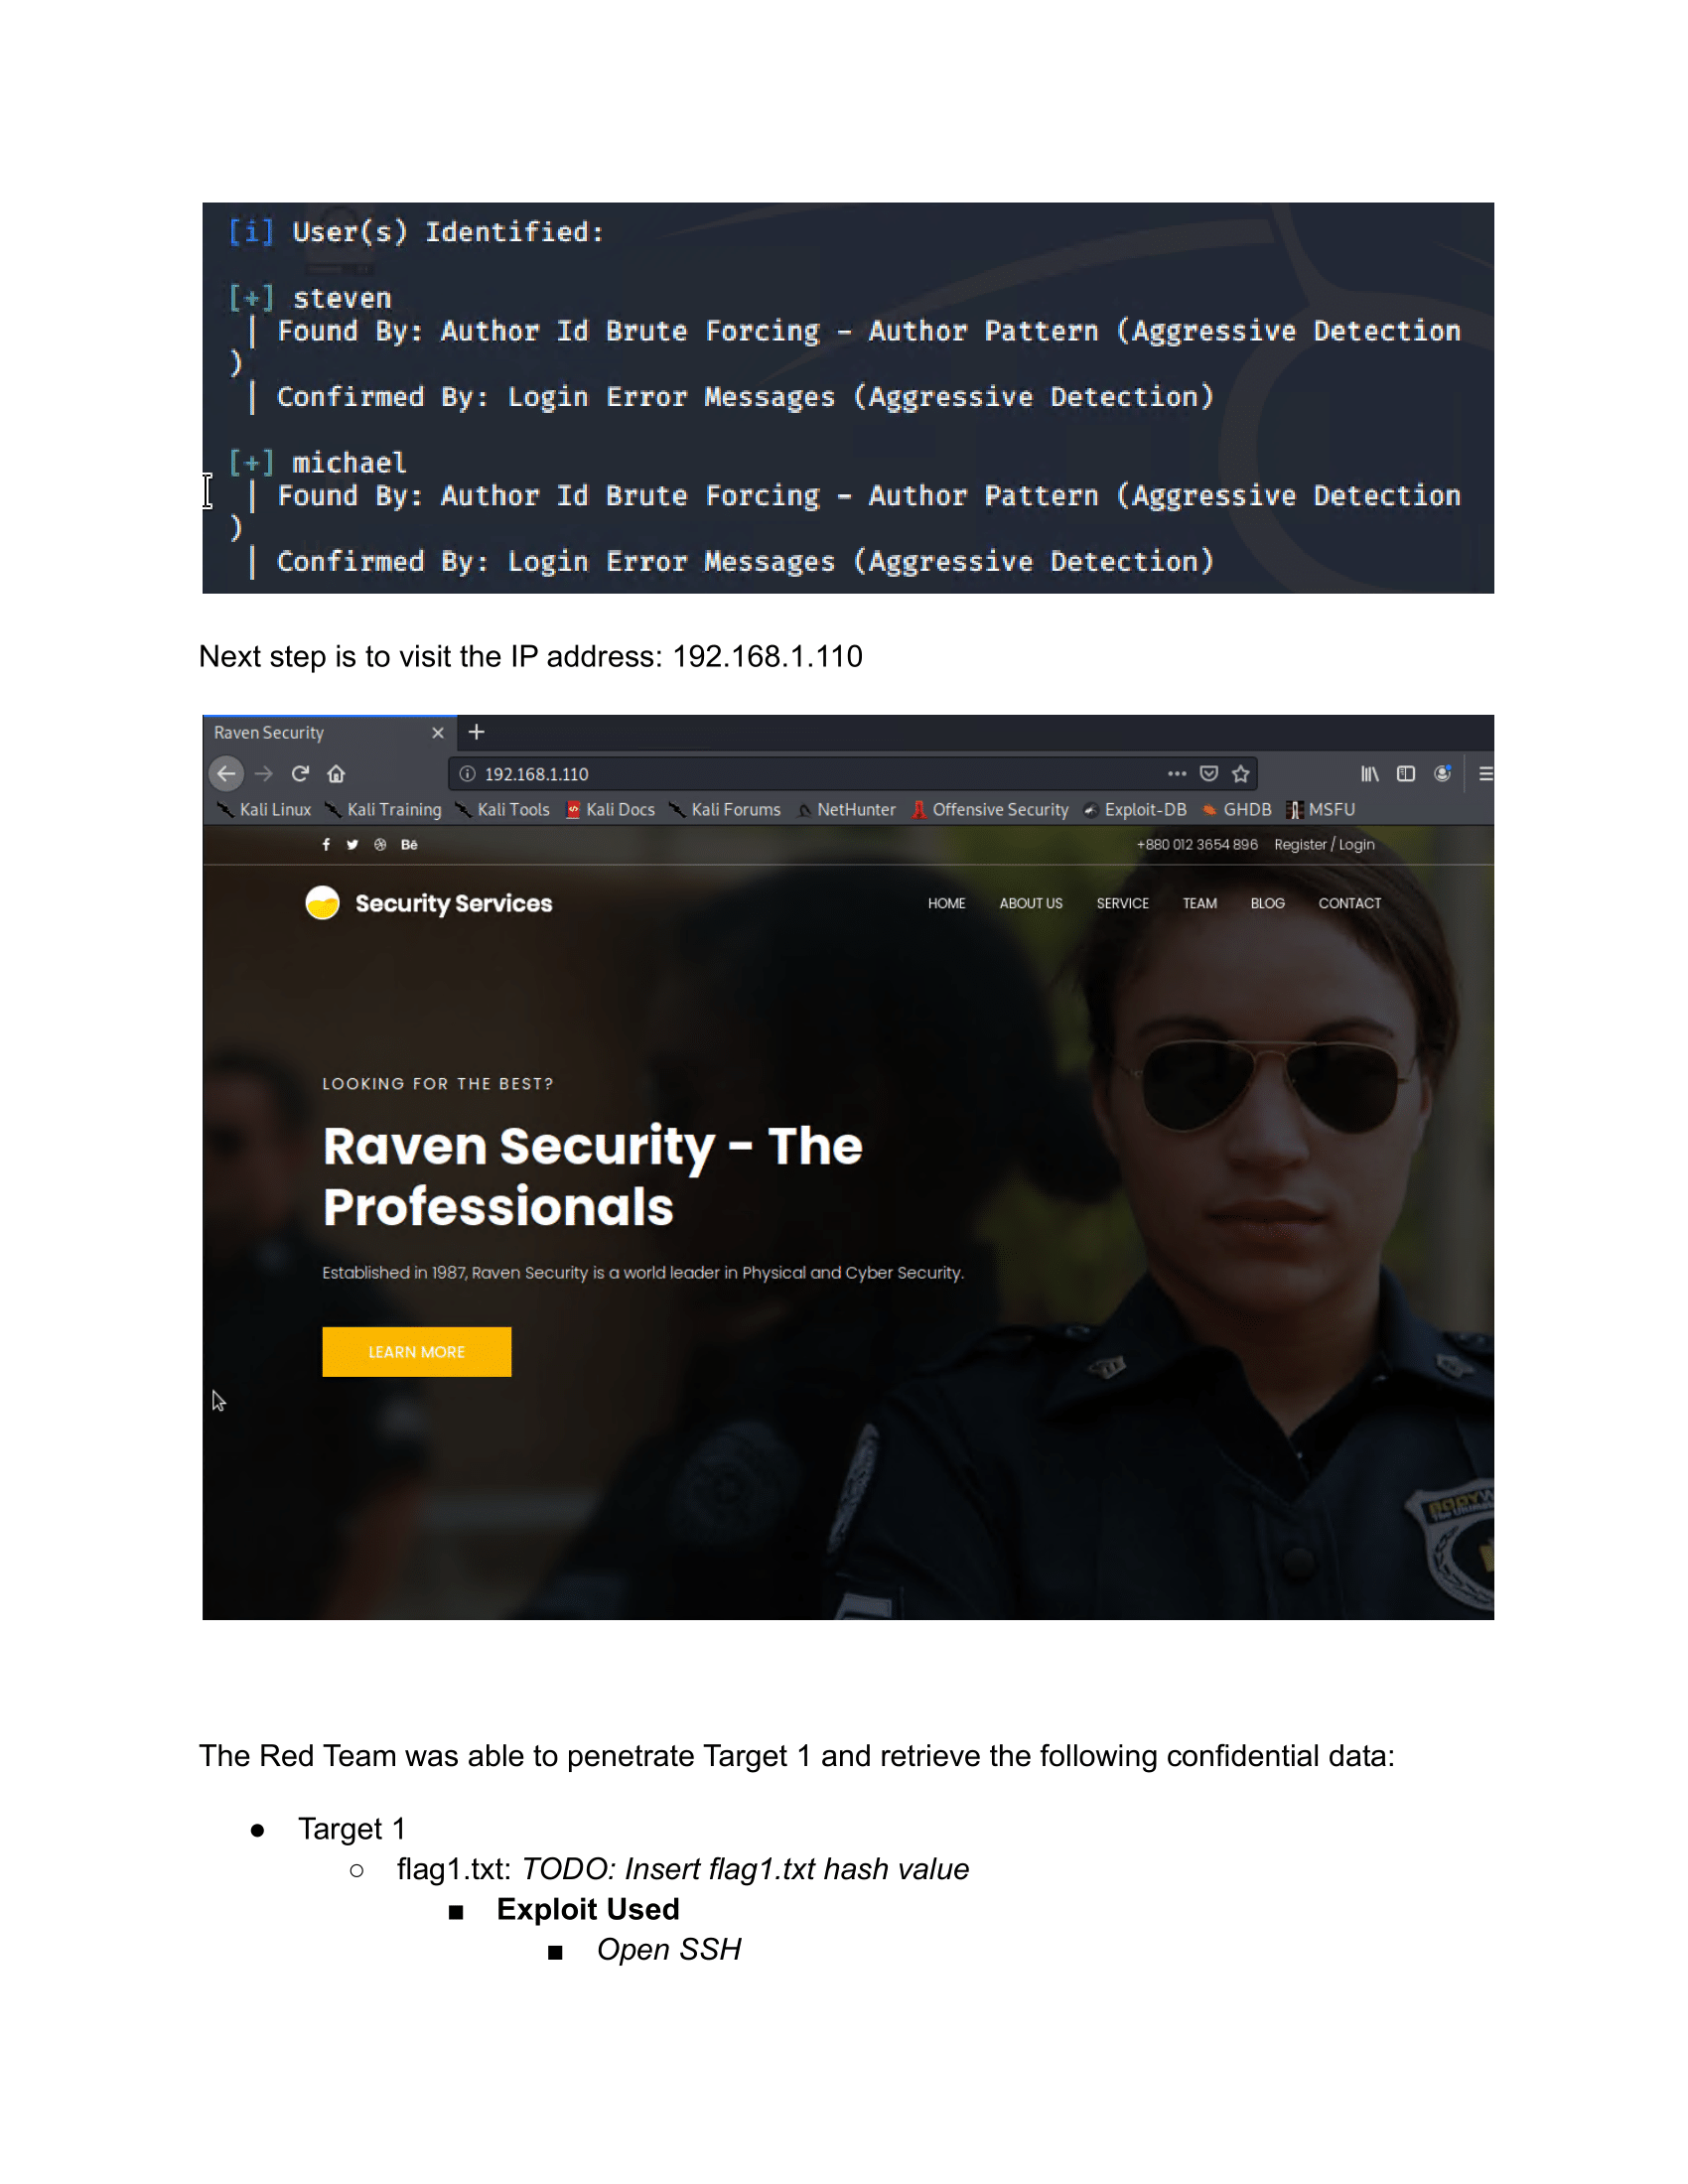 [i] User(s) Identified:
[+] steven
| Found By: Author Id Brute Forcing - Author Pattern (Aggressive Detection
)
| Confirmed By: Login Error Messages (Aggressive Detection)
[+] michael
| Found By: Author Id Brute Forcing - Author Pattern (Aggressive Detection
)
| Confirmed By: Login Error Messages (Aggressive Detection)
Next step is to visit the IP address: 192.168.1.110
Raven Security
192.168.1.110
Kali Linux Kali Training Kali Tools Kali Docs Kali Forums NetHunter Offensive Security Exploit-DB GHDB MSFU
+880 012 3654 896 Register / Login
Security Services HOME ABOUT US SERVICE TEAM BLOG CONTACT
LOOKING FOR THE BEST?
Raven Security - The
Professionals
Established in 1987, Raven Security is a world leader in Physical and Cyber Security.
LEARN MORE
The Red Team was able to penetrate Target 1 and retrieve the following confidential data:
● Target 1
○ flag1.txt: TODO: Insert flag1.txt hash value
■ Exploit Used
■ Open SSH